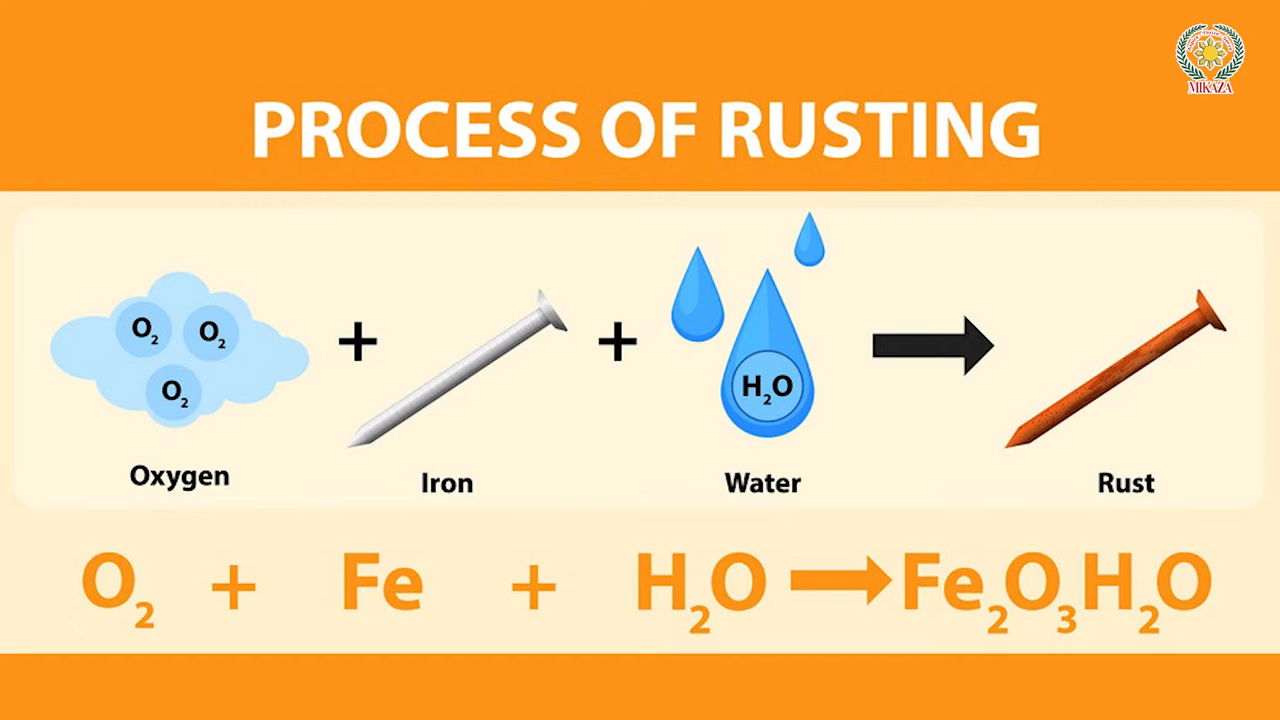 MIKAZA
PROCESS OF RUSTING
O₂ O₂
O₂
+ + H₂O
Oxygen Iron Water Rust
O₂ + Fe + H₂O → Fe₂O₃H₂O